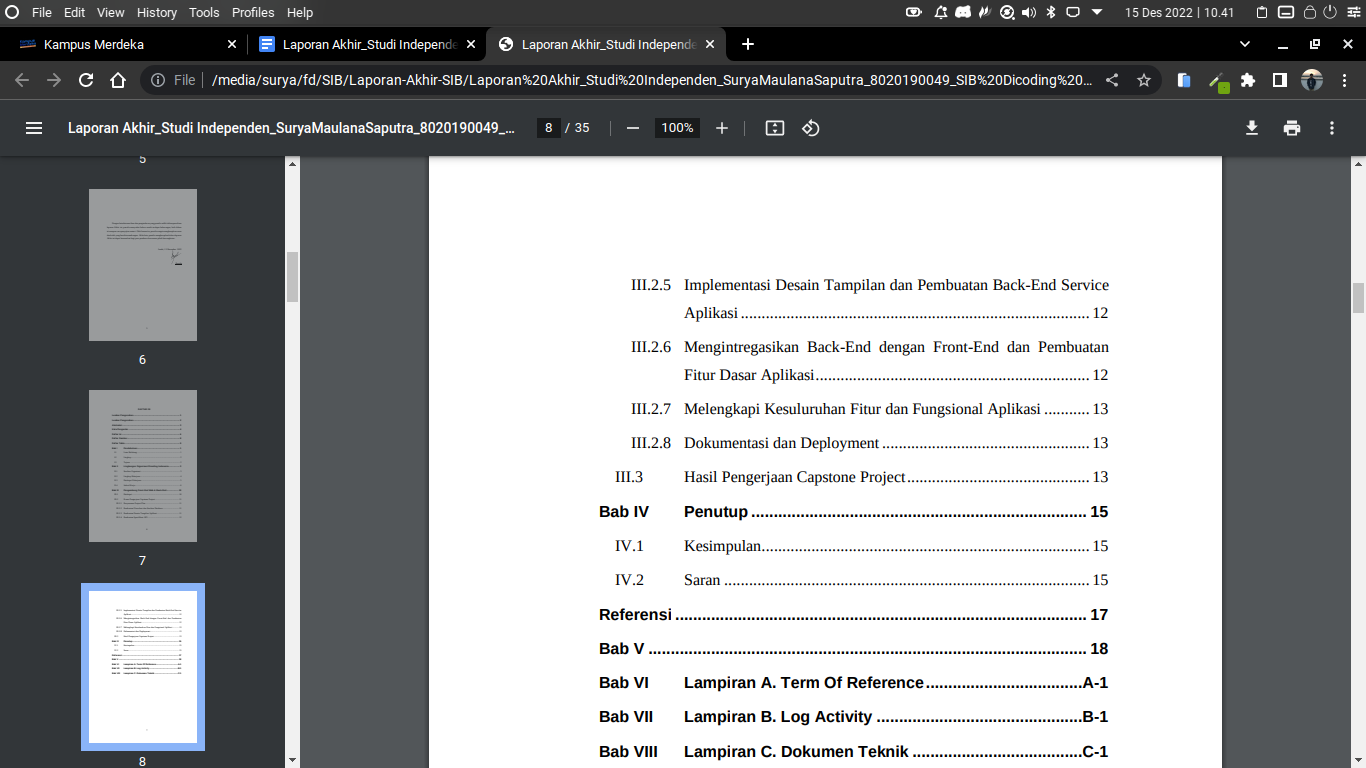 File Edit View History Tools Profiles Help
15 Des 2022 | 10.41
Kampus Merdeka
Laporan Akhir_Studi Independe
Laporan Akhir_Studi Independe
File
/media/surya/fd/SIB/Laporan-Akhir-SIB/Laporan%20Akhir_Studi%20Independen_SuryaMaulanaSaputra_8020190049_SIB%20Dicoding%20...
Laporan Akhir_Studi Independen_SuryaMaulanaSaputra_8020190049_...
8 / 35
100%
5
6
7
8
III.2.5 Implementasi Desain Tampilan dan Pembuatan Back-End Service
Aplikasi ........................................................................................ 12
III.2.6 Mengintregasikan Back-End dengan Front-End dan Pembuatan
Fitur Dasar Aplikasi..................................................................... 12
III.2.7 Melengkapi Kesuluruhan Fitur dan Fungsional Aplikasi ........... 13
III.2.8 Dokumentasi dan Deployment .................................................... 13
III.3 Hasil Pengerjaan Capstone Project.............................................. 13
Bab IV Penutup .......................................................................... 15
IV.1 Kesimpulan.................................................................................. 15
IV.2 Saran ............................................................................................ 15
Referensi ........................................................................................... 17
Bab V ................................................................................................. 18
Bab VI Lampiran A. Term Of Reference...................................A-1
Bab VII Lampiran B. Log Activity ..............................................B-1
Bab VIII Lampiran C. Dokumen Teknik ......................................C-1